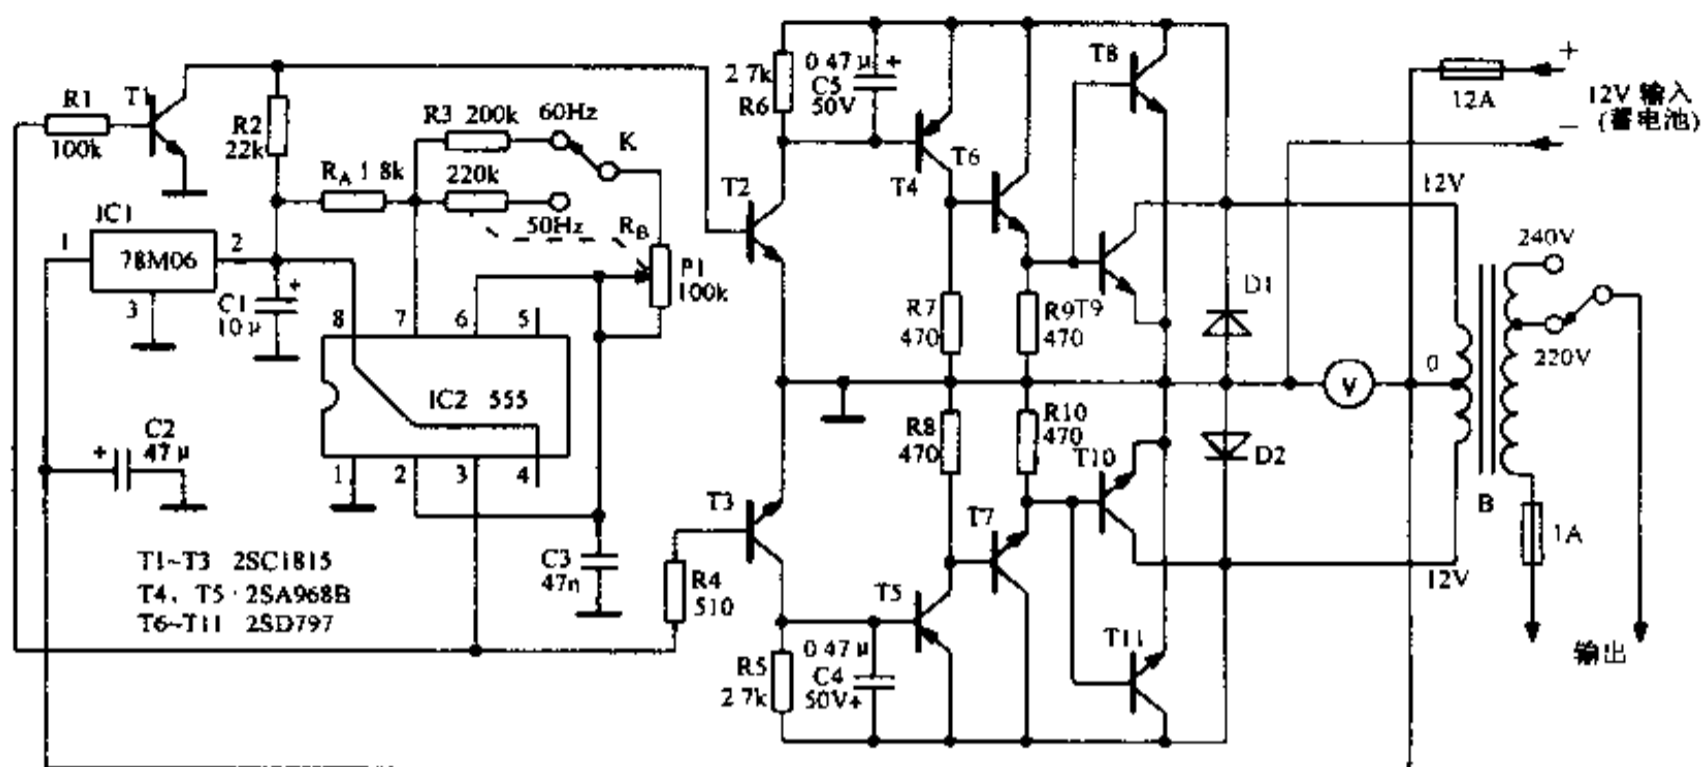 R1
100k
T1
R2
22k
R3 200k
60Hz
K
RA 1 8k
220k
50Hz
RB
P1
100k
IC1
1
78M06
2
3
C1
+
10μ
8
7
6
5
IC2 555
1
2
3
4
C2
+
47μ
C3
47n
R4
510
T1~T3 2SC1815
T4、T5·2SA968B
T6~T11 2SD797
2 7k
R6
0 47μ
+
C5
50V
T2
T4
T6
T8
T9
R7
470
R9
470
R8
470
R10
470
T3
T5
T7
T10
T11
R5
2 7k
0 47μ
C4
50V+
D1
D2
V
12A
+
12V 输入
(蓄电池)
−
12V
0
12V
B
240V
220V
1A
输出